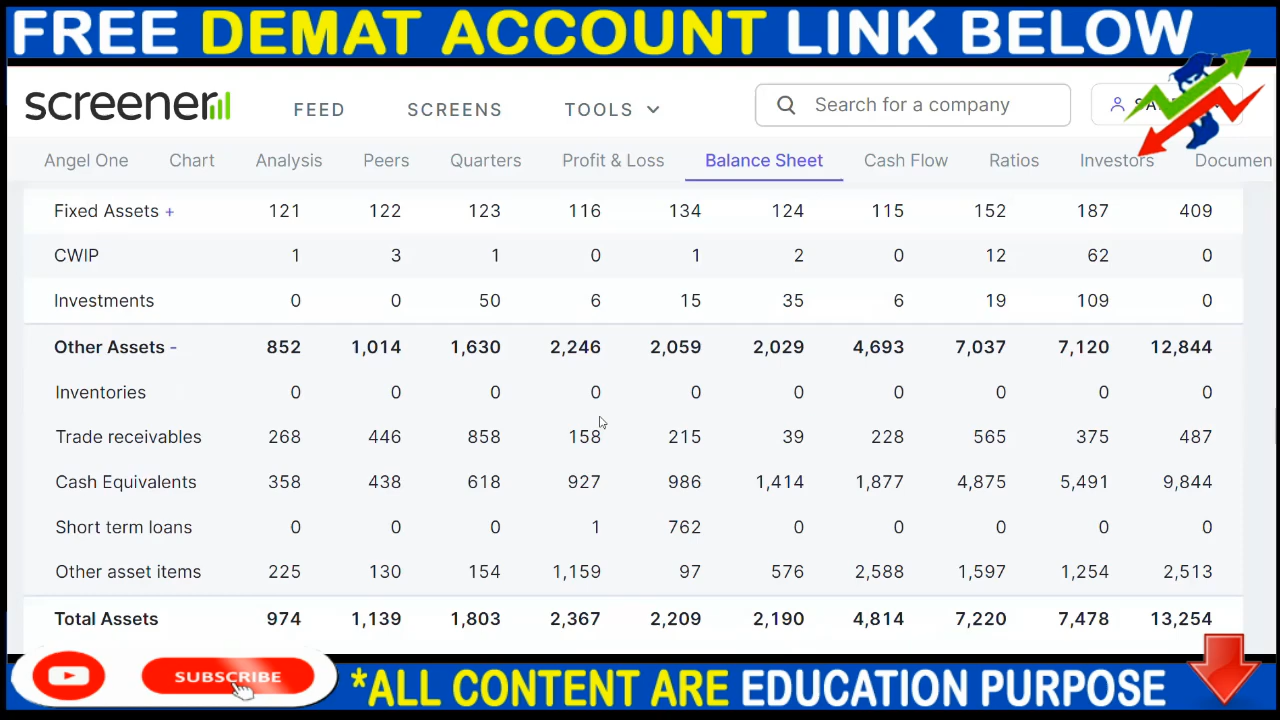 FREE DEMAT ACCOUNT LINK BELOW
screener
FEED SCREENS TOOLS
Search for a company
Angel One Chart Analysis Peers Quarters Profit & Loss Balance Sheet Cash Flow Ratios Investors Documen
Fixed Assets + 121 122 123 116 134 124 115 152 187 409
CWIP 1 3 1 0 1 2 0 12 62 0
Investments 0 0 50 6 15 35 6 19 109 0
Other Assets - 852 1,014 1,630 2,246 2,059 2,029 4,693 7,037 7,120 12,844
Inventories 0 0 0 0 0 0 0 0 0 0
Trade receivables 268 446 858 158 215 39 228 565 375 487
Cash Equivalents 358 438 618 927 986 1,414 1,877 4,875 5,491 9,844
Short term loans 0 0 0 1 762 0 0 0 0 0
Other asset items 225 130 154 1,159 97 576 2,588 1,597 1,254 2,513
Total Assets 974 1,139 1,803 2,367 2,209 2,190 4,814 7,220 7,478 13,254
SUBSCRIBE
*ALL CONTENT ARE EDUCATION PURPOSE